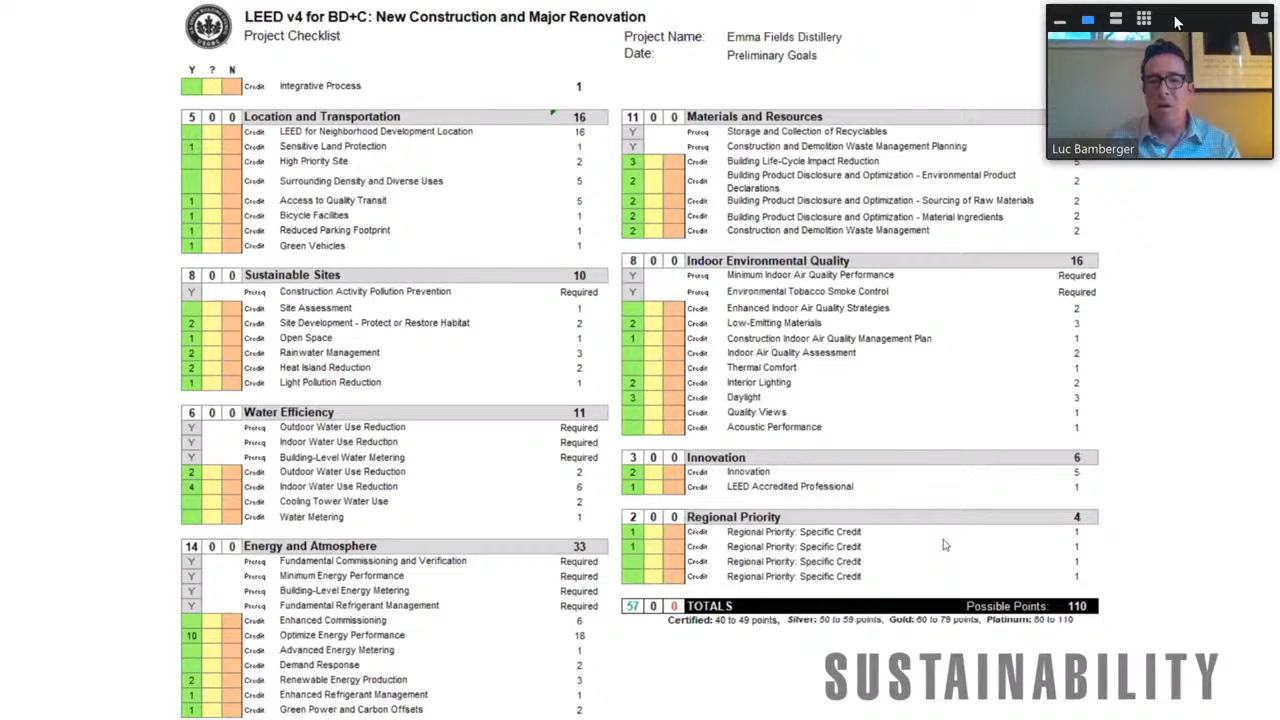 LEED v4 for BD+C: New Construction and Major Renovation
Project Checklist
Project Name: Emma Fields Distillery
Date: Preliminary Goals
Y ? N
Credit Integrative Process 1
5 0 0 Location and Transportation 16
Credit LEED for Neighborhood Development Location 16
1 Credit Sensitive Land Protection 1
Credit High Priority Site 2
Credit Surrounding Density and Diverse Uses 5
1 Credit Access to Quality Transit 5
1 Credit Bicycle Facilities 1
1 Credit Reduced Parking Footprint 1
1 Credit Green Vehicles 1
8 0 0 Sustainable Sites 10
Y Prereq Construction Activity Pollution Prevention Required
Credit Site Assessment 1
2 Credit Site Development - Protect or Restore Habitat 2
1 Credit Open Space 1
2 Credit Rainwater Management 3
2 Credit Heat Island Reduction 2
1 Credit Light Pollution Reduction 1
6 0 0 Water Efficiency 11
Y Prereq Outdoor Water Use Reduction Required
Y Prereq Indoor Water Use Reduction Required
Y Prereq Building-Level Water Metering Required
2 Credit Outdoor Water Use Reduction 2
4 Credit Indoor Water Use Reduction 6
Credit Cooling Tower Water Use 2
Credit Water Metering 1
14 0 0 Energy and Atmosphere 33
Y Prereq Fundamental Commissioning and Verification Required
Y Prereq Minimum Energy Performance Required
Y Prereq Building-Level Energy Metering Required
Y Prereq Fundamental Refrigerant Management Required
Credit Enhanced Commissioning 6
10 Credit Optimize Energy Performance 18
Credit Advanced Energy Metering 1
Credit Demand Response 2
2 Credit Renewable Energy Production 3
1 Credit Enhanced Refrigerant Management 1
1 Credit Green Power and Carbon Offsets 2
11 0 0 Materials and Resources
Y Prereq Storage and Collection of Recyclables
Y Prereq Construction and Demolition Waste Management Planning
3 Credit Building Life-Cycle Impact Reduction 5
2 Credit Building Product Disclosure and Optimization - Environmental Product
Declarations 2
2 Credit Building Product Disclosure and Optimization - Sourcing of Raw Materials 2
2 Credit Building Product Disclosure and Optimization - Material Ingredients 2
2 Credit Construction and Demolition Waste Management 2
8 0 0 Indoor Environmental Quality 16
Y Prereq Minimum Indoor Air Quality Performance Required
Y Prereq Environmental Tobacco Smoke Control Required
Credit Enhanced Indoor Air Quality Strategies 2
2 Credit Low-Emitting Materials 3
1 Credit Construction Indoor Air Quality Management Plan 1
Credit Indoor Air Quality Assessment 2
Credit Thermal Comfort 1
2 Credit Interior Lighting 2
3 Credit Daylight 3
Credit Quality Views 1
Credit Acoustic Performance 1
3 0 0 Innovation 6
2 Credit Innovation 5
1 Credit LEED Accredited Professional 1
2 0 0 Regional Priority 4
1 Credit Regional Priority: Specific Credit 1
1 Credit Regional Priority: Specific Credit 1
Credit Regional Priority: Specific Credit 1
Credit Regional Priority: Specific Credit 1
57 0 0 TOTALS Possible Points: 110
Certified: 40 to 49 points, Silver: 50 to 59 points, Gold: 60 to 79 points, Platinum: 80 to 110
SUSTAINABILITY
Luc Bamberger